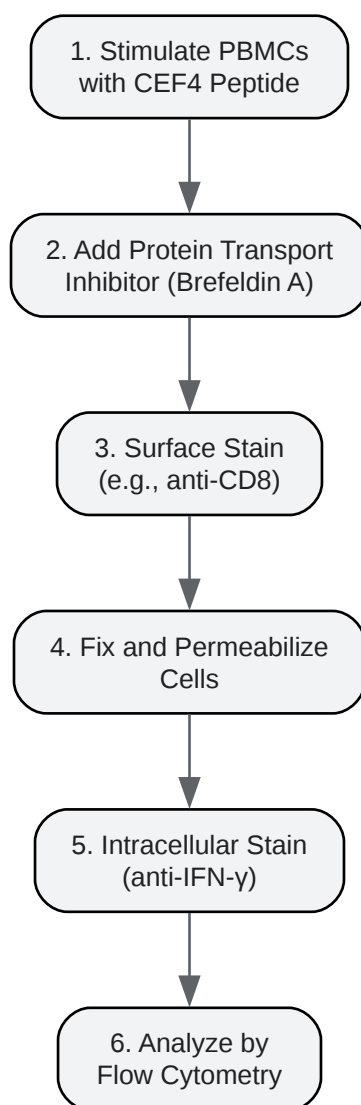 1. Stimulate PBMCs
with CEF4 Peptide
2. Add Protein Transport
Inhibitor (Brefeldin A)
3. Surface Stain
(e.g., anti-CD8)
4. Fix and Permeabilize
Cells
5. Intracellular Stain
(anti-IFN-γ)
6. Analyze by
Flow Cytometry